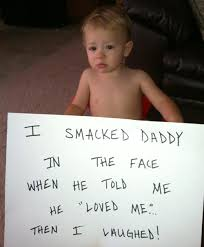 I SMACKED DADDY
IN THE FACE
WHEN HE TOLD ME
HE "LOVED ME"...
THEN I LAUGHED!